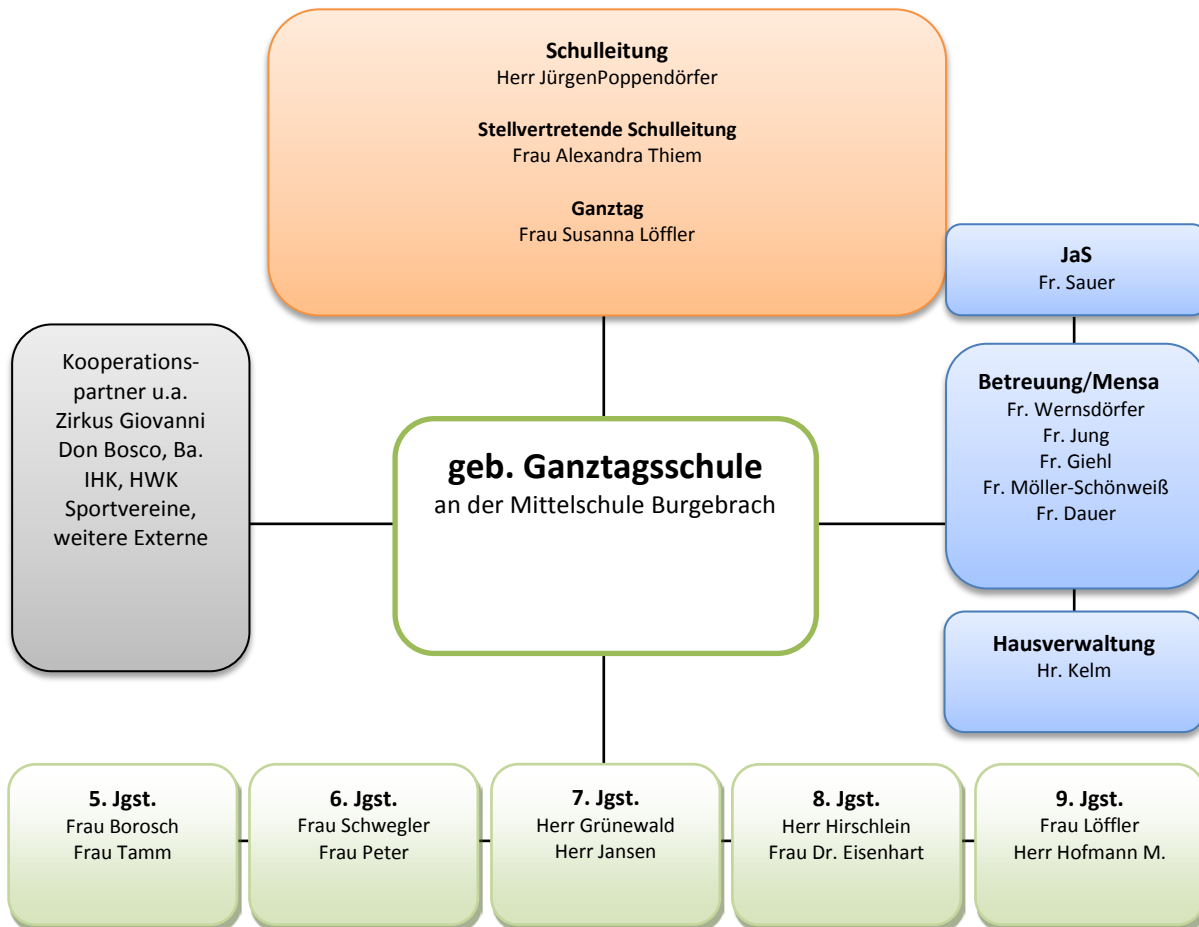 Schulleitung
Herr JürgenPoppendörfer
Stellvertretende Schulleitung
Frau Alexandra Thiem
Ganztag
Frau Susanna Löffler
JaS
Fr. Sauer
Kooperations-
partner u.a.
Zirkus Giovanni
Don Bosco, Ba.
IHK, HWK
Sportvereine,
weitere Externe
geb. Ganztagsschule
an der Mittelschule Burgebrach
Betreuung/Mensa
Fr. Wernsdörfer
Fr. Jung
Fr. Giehl
Fr. Möller-Schönweiß
Fr. Dauer
Hausverwaltung
Hr. Kelm
5. Jgst.
Frau Borosch
Frau Tamm
6. Jgst.
Frau Schwegler
Frau Peter
7. Jgst.
Herr Grünewald
Herr Jansen
8. Jgst.
Herr Hirschlein
Frau Dr. Eisenhart
9. Jgst.
Frau Löffler
Herr Hofmann M.